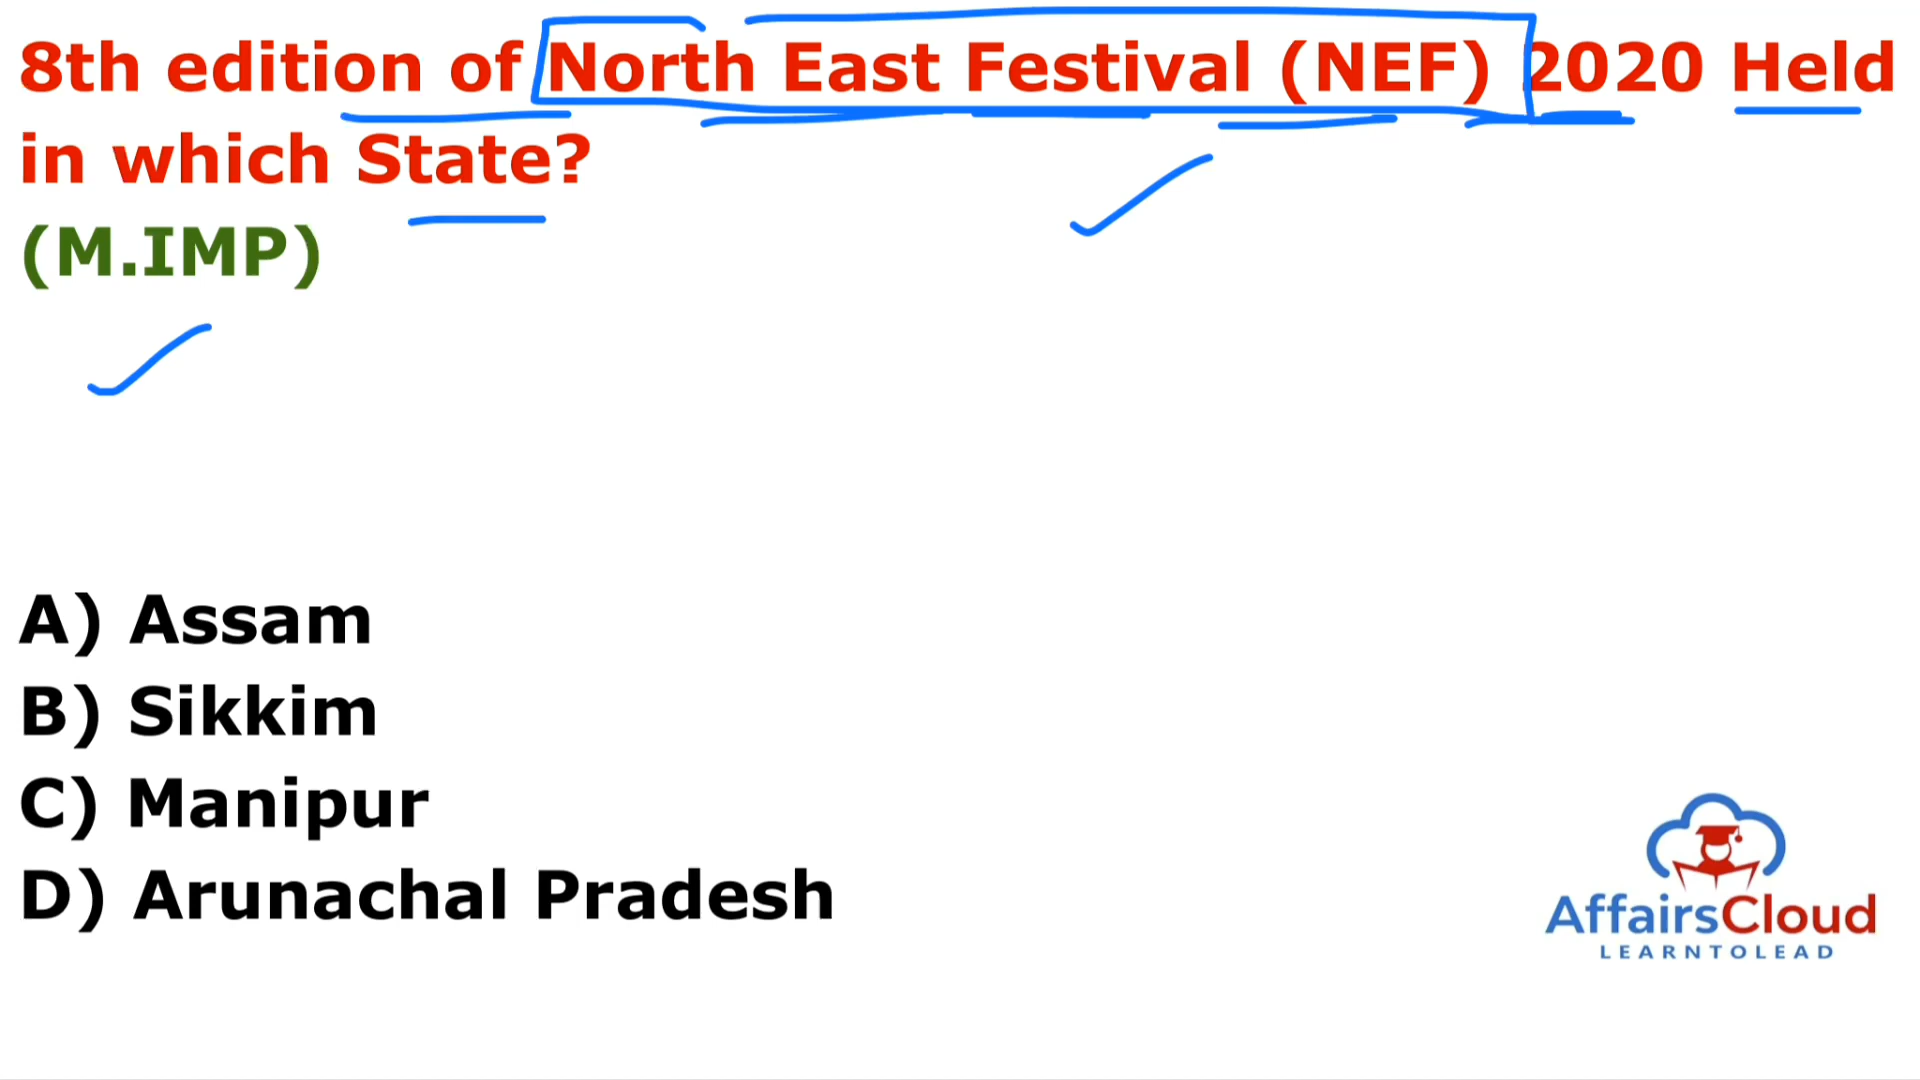 8th edition of North East Festival (NEF) 2020 Held
in which State?
(M.IMP)
A) Assam
B) Sikkim
C) Manipur
D) Arunachal Pradesh
AffairsCloud
LEARNTOLEAD